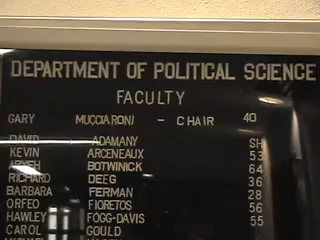 DEPARTMENT OF POLITICAL SCIENCE
FACULTY
GARY MUCCIARONI - CHAIR 40
DAVID ADAMANY SH
KEVIN ARCENEAUX 53
ARYEH BOTWINICK 64
RICHARD DEEG 36
BARBARA FERMAN 28
ORFEO FIORETOS 56
HAWLEY FOGG-DAVIS 55
CAROL GOULD